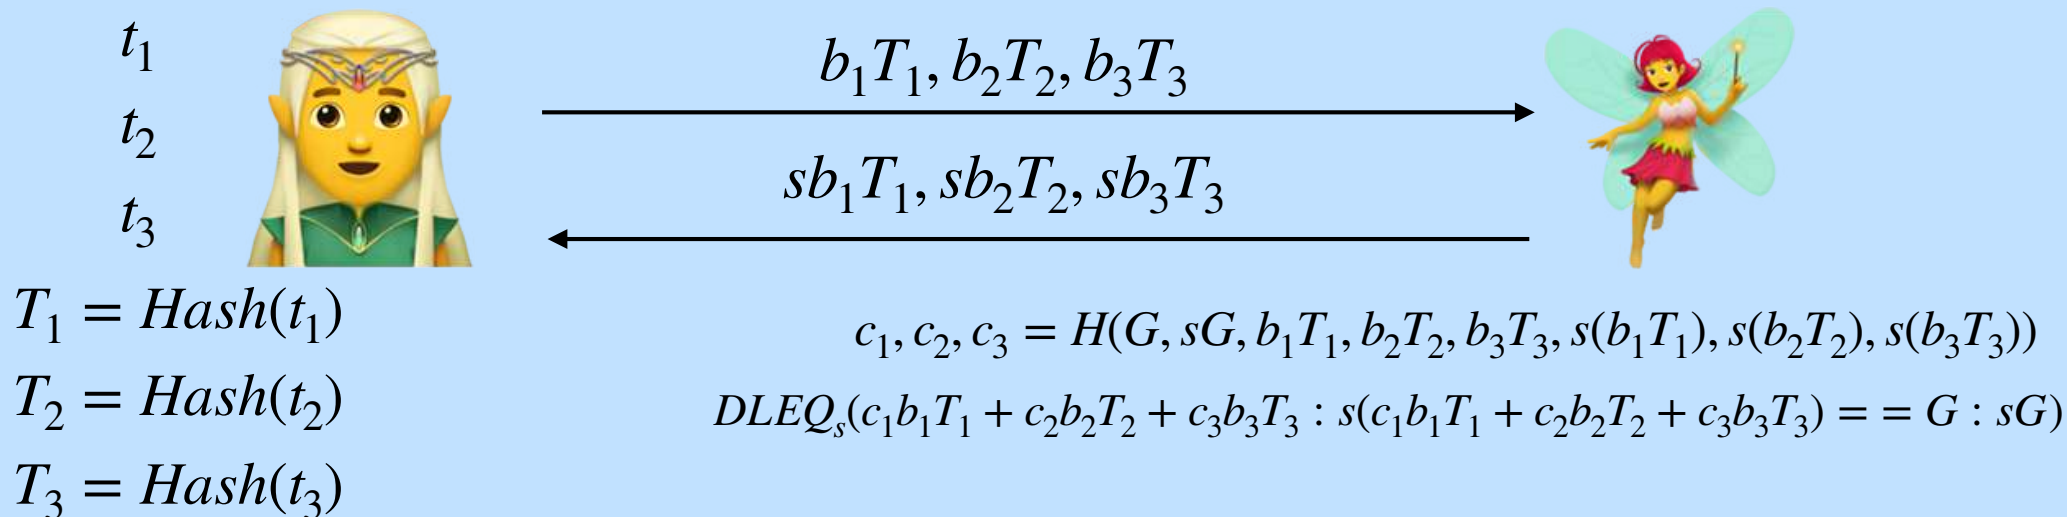 t₁
t₂
t₃
b₁T₁, b₂T₂, b₃T₃
sb₁T₁, sb₂T₂, sb₃T₃
T₁ = Hash(t₁)
T₂ = Hash(t₂)
T₃ = Hash(t₃)
c₁, c₂, c₃ = H(G, sG, b₁T₁, b₂T₂, b₃T₃, s(b₁T₁), s(b₂T₂), s(b₃T₃))
DLEQₛ(c₁b₁T₁ + c₂b₂T₂ + c₃b₃T₃ : s(c₁b₁T₁ + c₂b₂T₂ + c₃b₃T₃) = = G : sG)